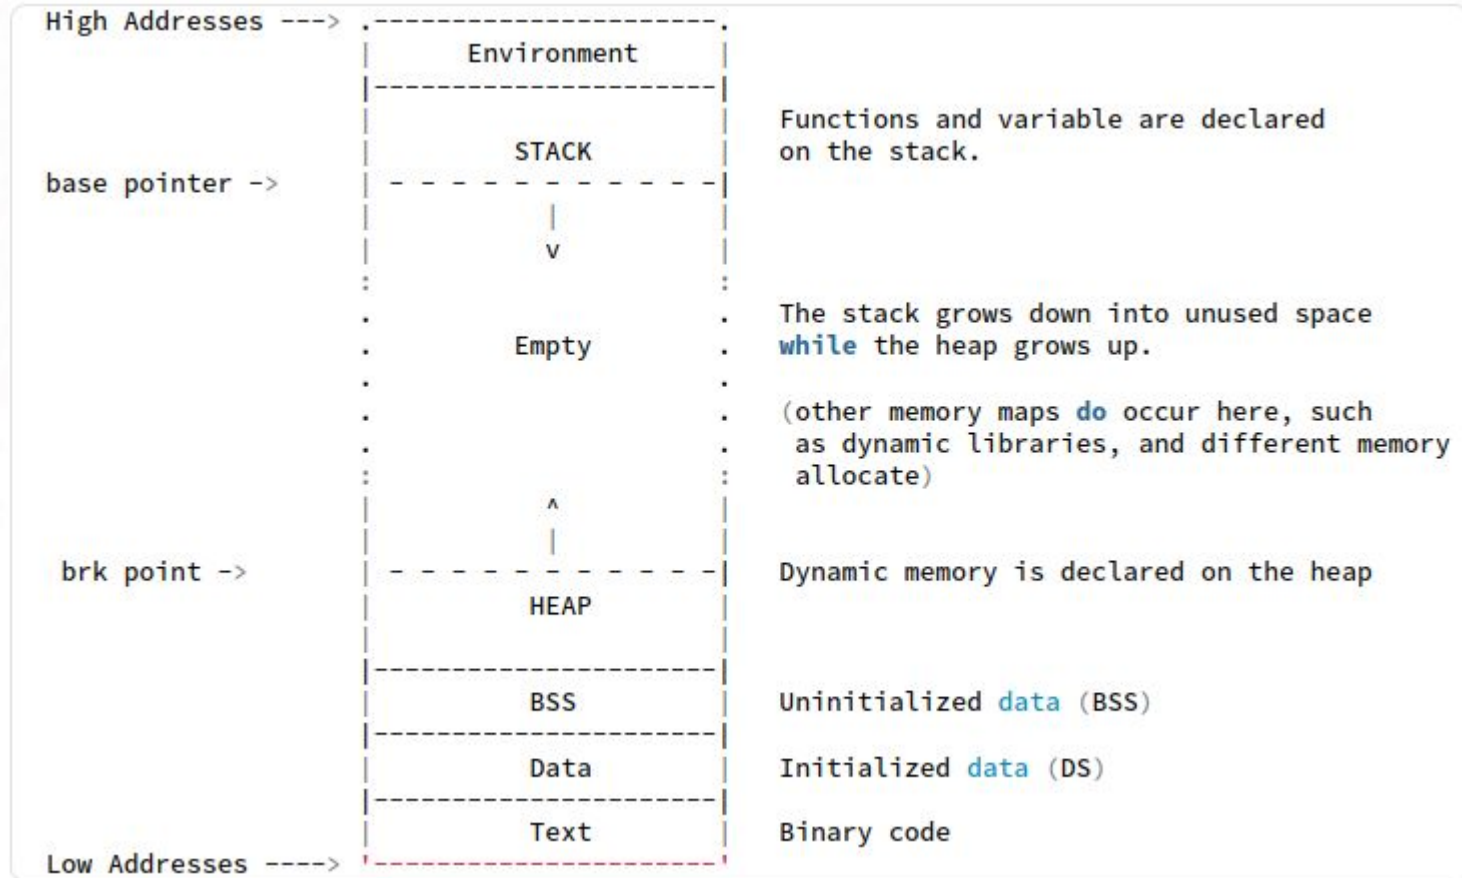 High Addresses ---> .----------------------.
| Environment |
|----------------------|
| | Functions and variable are declared
| STACK | on the stack.
base pointer -> | - - - - - - - - - - -|
| | |
| v |
: :
. . The stack grows down into unused space
. Empty . while the heap grows up.
. .
. . (other memory maps do occur here, such
. . as dynamic libraries, and different memory
: : allocate)
| ^ |
| | |
brk point -> | - - - - - - - - - - -| Dynamic memory is declared on the heap
| HEAP |
| |
|----------------------|
| BSS | Uninitialized data (BSS)
|----------------------|
| Data | Initialized data (DS)
|----------------------|
| Text | Binary code
Low Addresses ----> '----------------------'